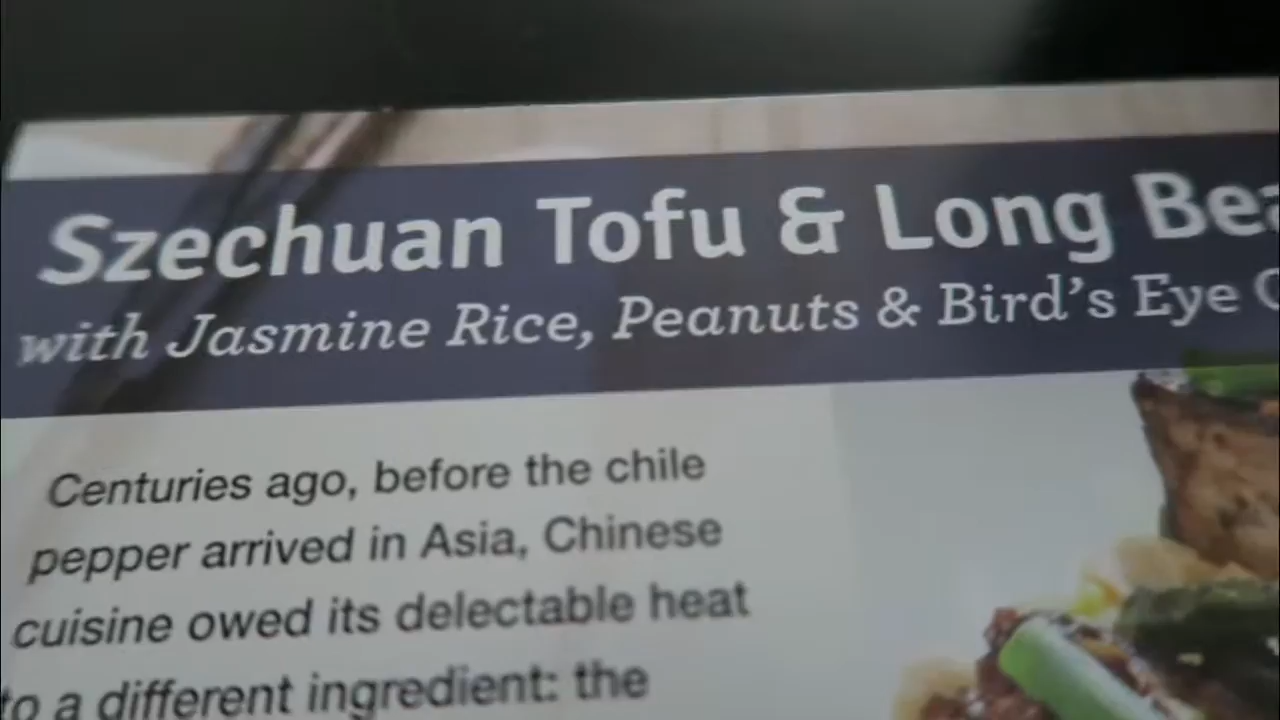 Szechuan Tofu & Long
with Jasmine Rice, Peanuts & Bird's Eye
Centuries ago, before the chile
pepper arrived in Asia, Chinese
cuisine owed its delectable heat
to a different ingredient: the